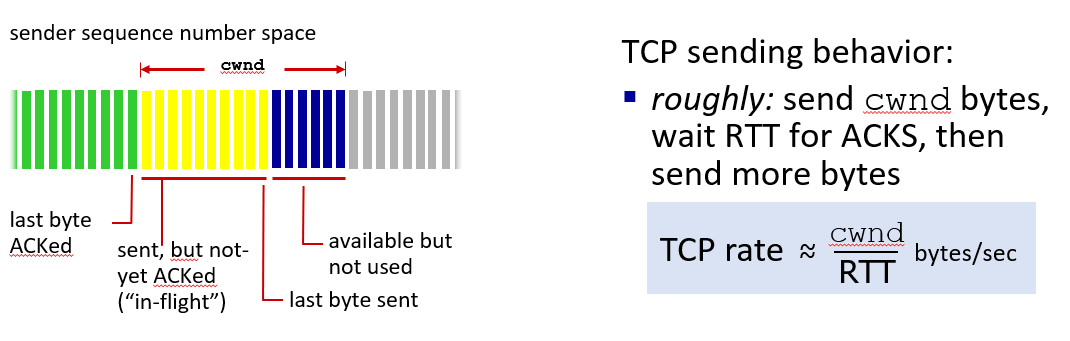 sender sequence number space
cwnd
last byte
ACKed
sent, but not-
yet ACKed
("in-flight")
available but
not used
last byte sent
TCP sending behavior:
▪ roughly: send cwnd bytes,
wait RTT for ACKS, then
send more bytes
TCP rate ≈ cwnd / RTT bytes/sec